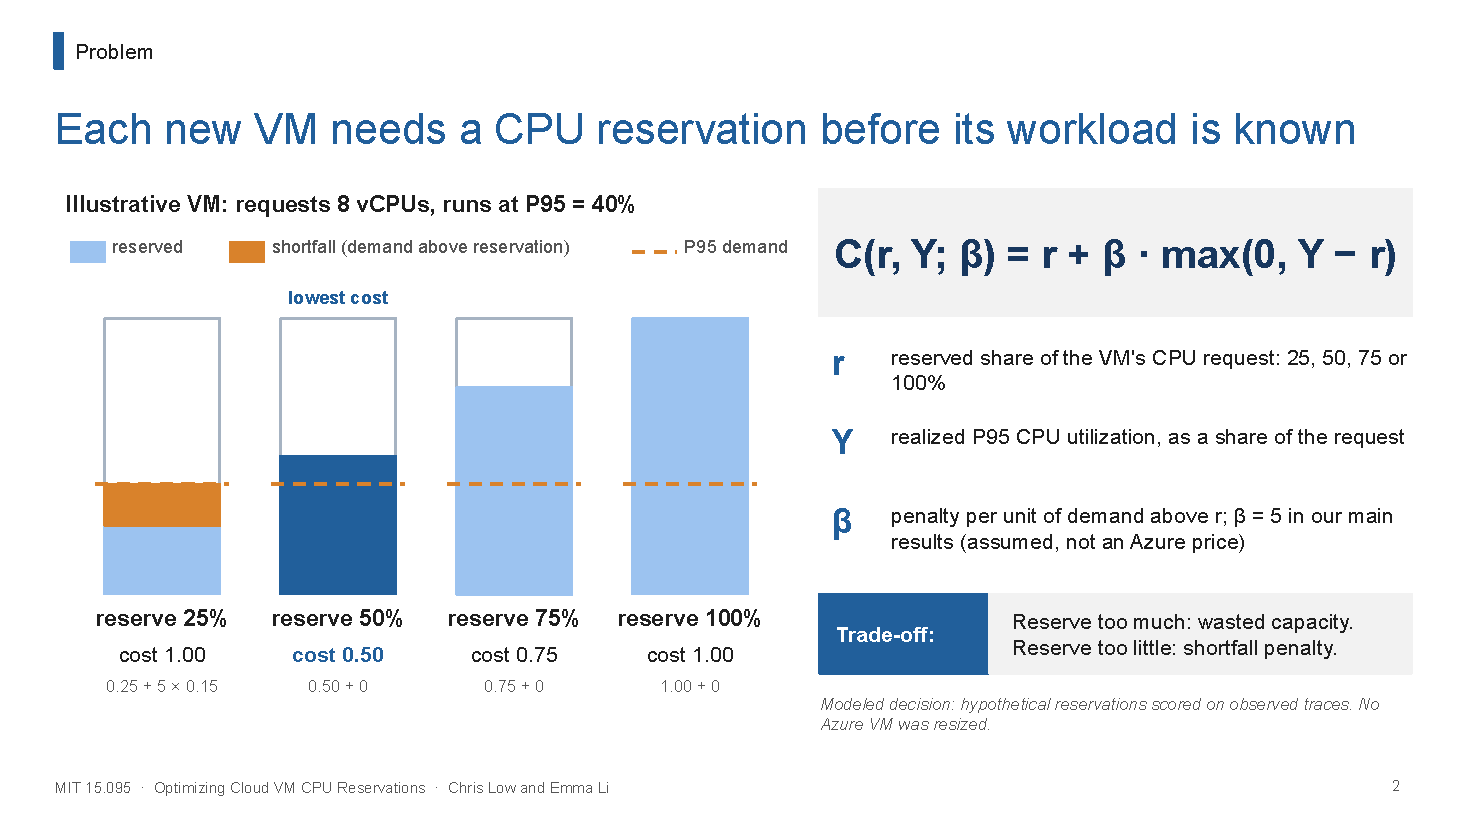 Problem
Each new VM needs a CPU reservation before its workload is known
Illustrative VM: requests 8 vCPUs, runs at P95 = 40%
reserved
shortfall (demand above reservation)
P95 demand
lowest cost
reserve 25%
reserve 50%
reserve 75%
reserve 100%
cost 1.00
cost 0.50
cost 0.75
cost 1.00
0.25 + 5 × 0.15
0.50 + 0
0.75 + 0
1.00 + 0
C(r, Y; β) = r + β · max(0, Y − r)
r
reserved share of the VM's CPU request: 25, 50, 75 or
100%
Y
realized P95 CPU utilization, as a share of the request
β
penalty per unit of demand above r; β = 5 in our main
results (assumed, not an Azure price)
Trade-off:
Reserve too much: wasted capacity.
Reserve too little: shortfall penalty.
Modeled decision: hypothetical reservations scored on observed traces. No
Azure VM was resized.
MIT 15.095 · Optimizing Cloud VM CPU Reservations · Chris Low and Emma Li
2